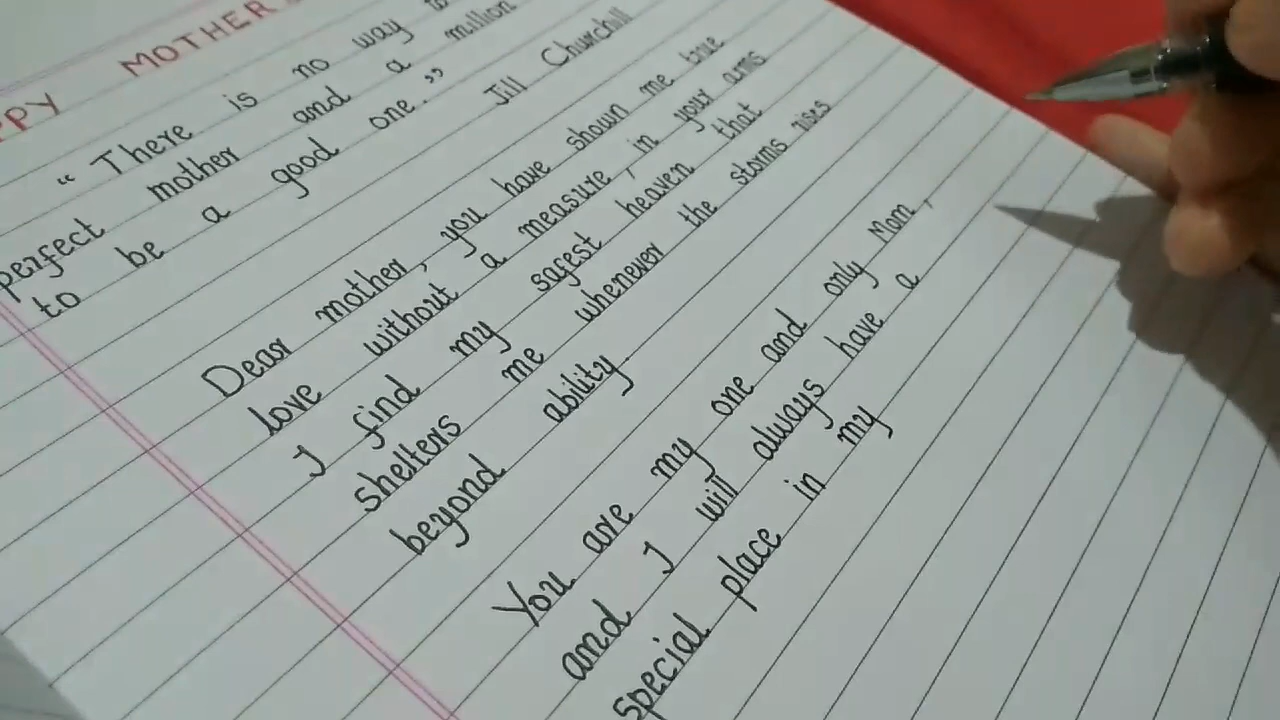 PPY MOTHER
“ There is no way to
perfect mother and a million
to be a good one.”
Jill Churchill
Dear mother, you have shown me true
love without a measure, in your arms
I find my safest heaven that
shelters me whenever the storms rises
beyond ability.
You are my one and only Mom,
and I will always have a
special place in my